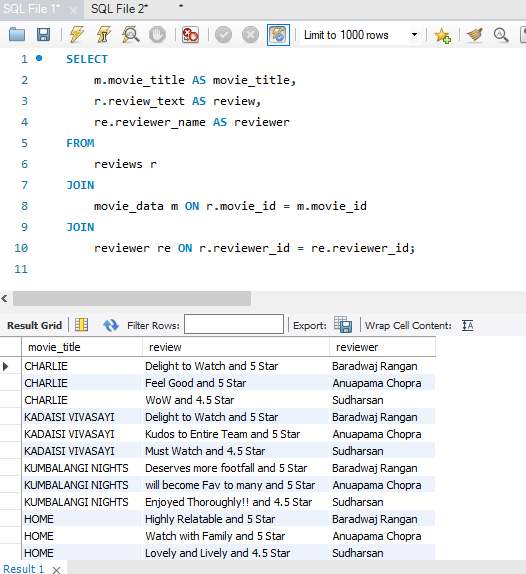 SQL File 1* × SQL File 2* *
Limit to 1000 rows
1 SELECT
2 m.movie_title AS movie_title,
3 r.review_text AS review,
4 re.reviewer_name AS reviewer
5 FROM
6 reviews r
7 JOIN
8 movie_data m ON r.movie_id = m.movie_id
9 JOIN
10 reviewer re ON r.reviewer_id = re.reviewer_id;
11
Result Grid Filter Rows: Export: Wrap Cell Content: IA
movie_title review reviewer
CHARLIE Delight to Watch and 5 Star Baradwaj Rangan
CHARLIE Feel Good and 5 Star Anuapama Chopra
CHARLIE WoW and 4.5 Star Sudharsan
KADAISI VIVASAYI Delight to Watch and 5 Star Baradwaj Rangan
KADAISI VIVASAYI Kudos to Entire Team and 5 Star Anuapama Chopra
KADAISI VIVASAYI Must Watch and 4.5 Star Sudharsan
KUMBALANGI NIGHTS Deserves more footfall and 5 Star Baradwaj Rangan
KUMBALANGI NIGHTS will become Fav to many and 5 Star Anuapama Chopra
KUMBALANGI NIGHTS Enjoyed Thoroughly!! and 4.5 Star Sudharsan
HOME Highly Relatable and 5 Star Baradwaj Rangan
HOME Watch with Family and 5 Star Anuapama Chopra
HOME Lovely and Lively and 4.5 Star Sudharsan
Result 1 ×